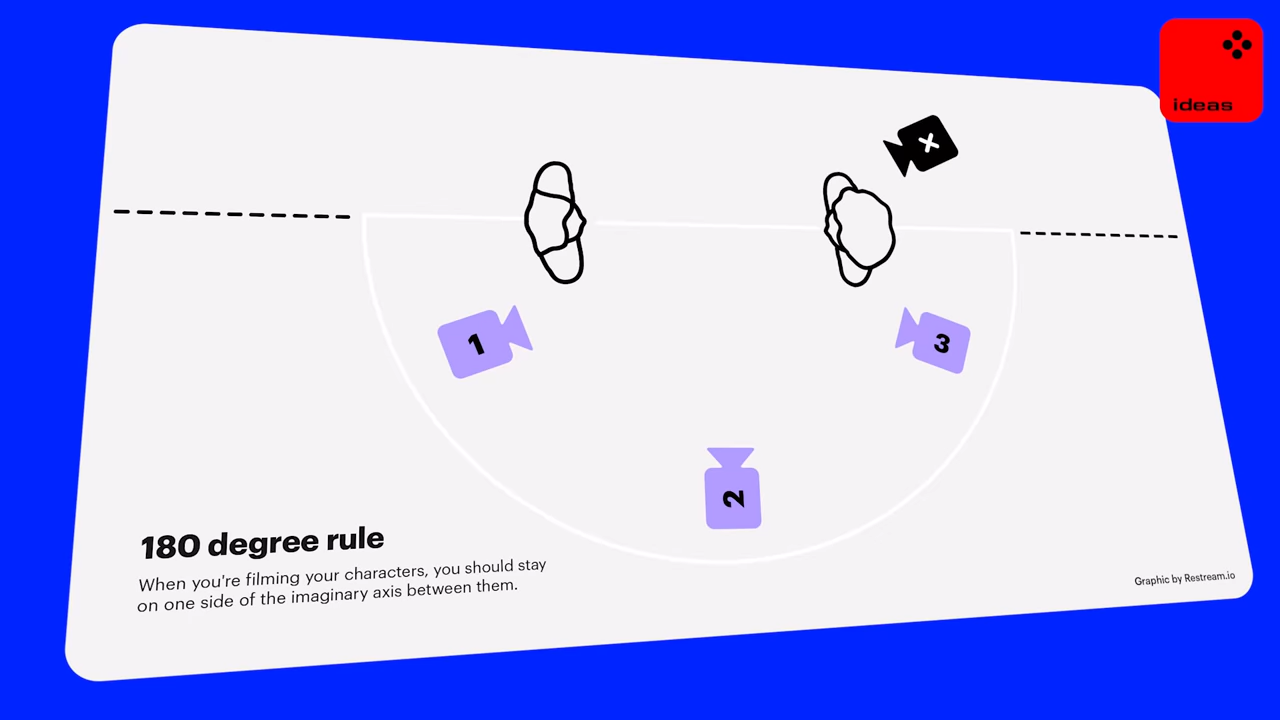 ideas
1
3
2
180 degree rule
When you're filming your characters, you should stay
on one side of the imaginary axis between them.
Graphic by Restream.io